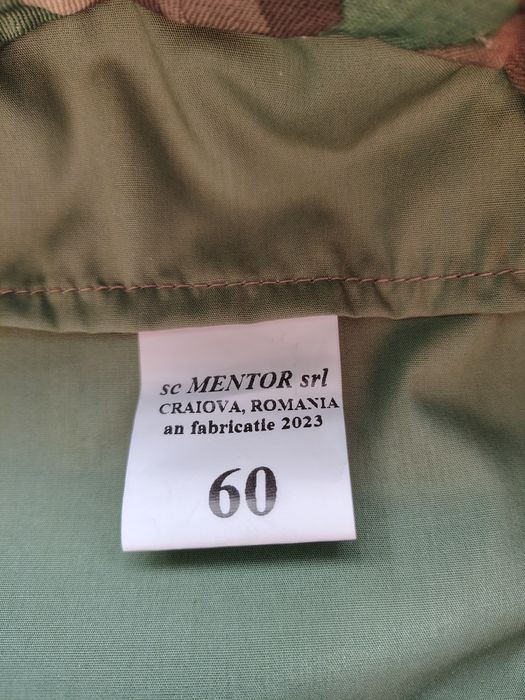 sc MENTOR srl
CRAIOVA, ROMANIA
an fabricatie 2023
60